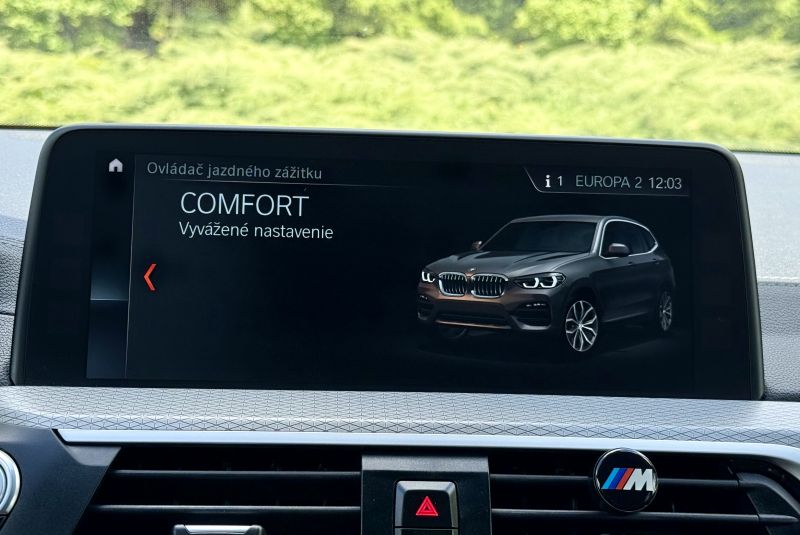 Ovládač jazdného zážitku
i 1 EUROPA 2 12:03
COMFORT
Vyvážené nastavenie
M